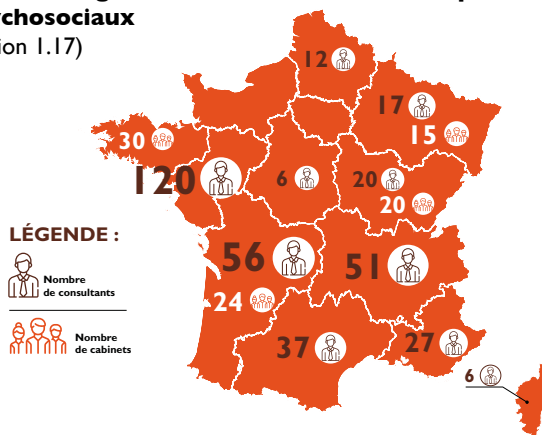 ychosociaux
ion 1.17)
12
17
15
30
120
6
20
20
LÉGENDE :
Nombre
de consultants
56
51
24
Nombre
de cabinets
37
27
6